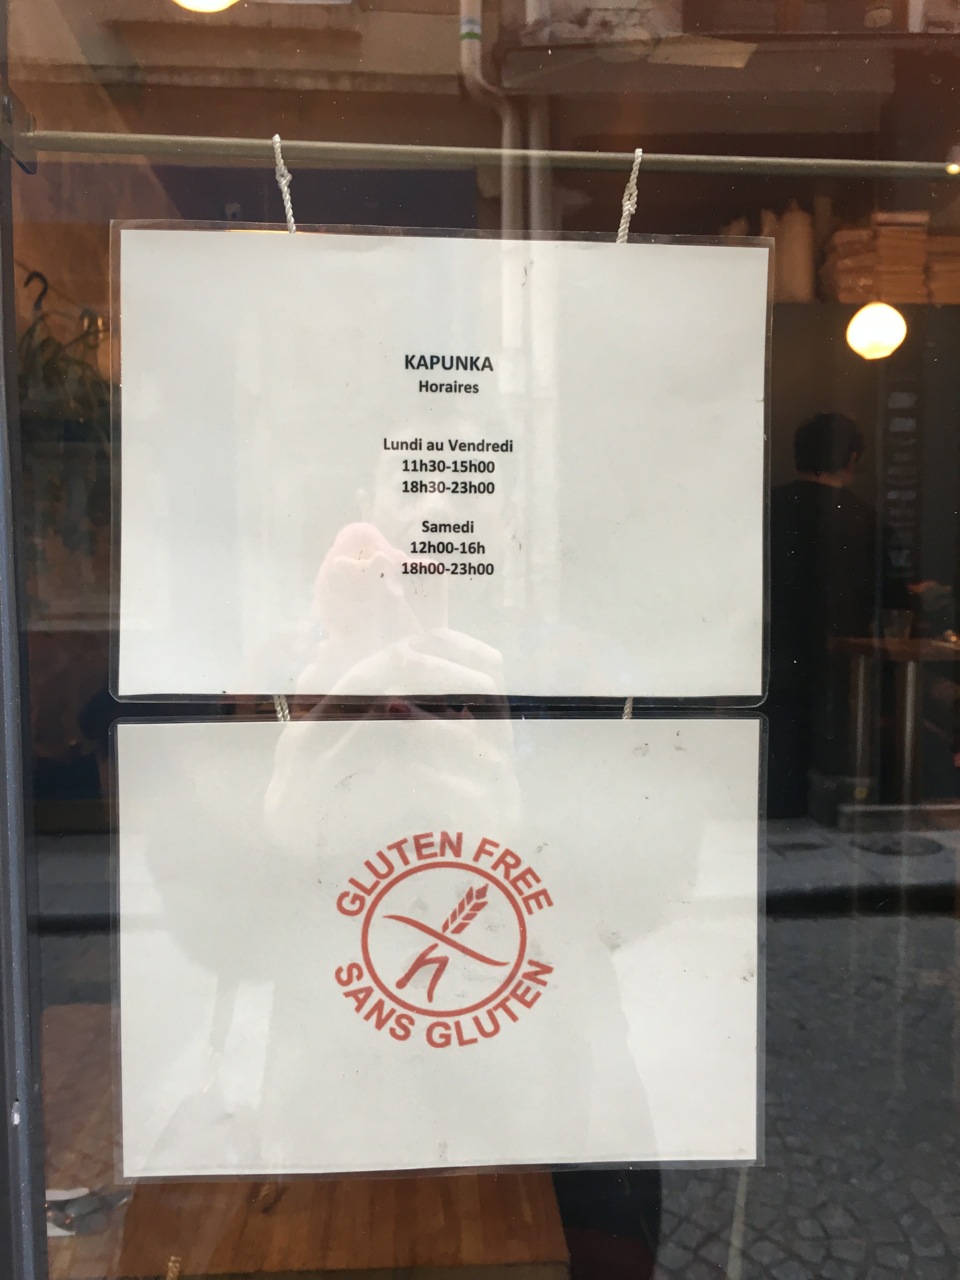 KAPUNKA
Horaires
Lundi au Vendredi
11h30-15h00
18h30-23h00
Samedi
12h00-16h
18h00-23h00
GLUTEN FREE
SANS GLUTEN